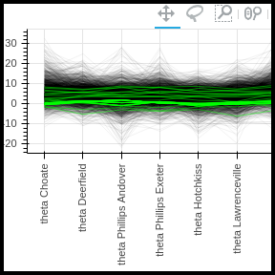 30
20
10
0
10
20
theta Choate
theta Deerfield
theta Phillips Andover
theta Phillips Exeter
theta Hotchkiss
theta Lawrenceville